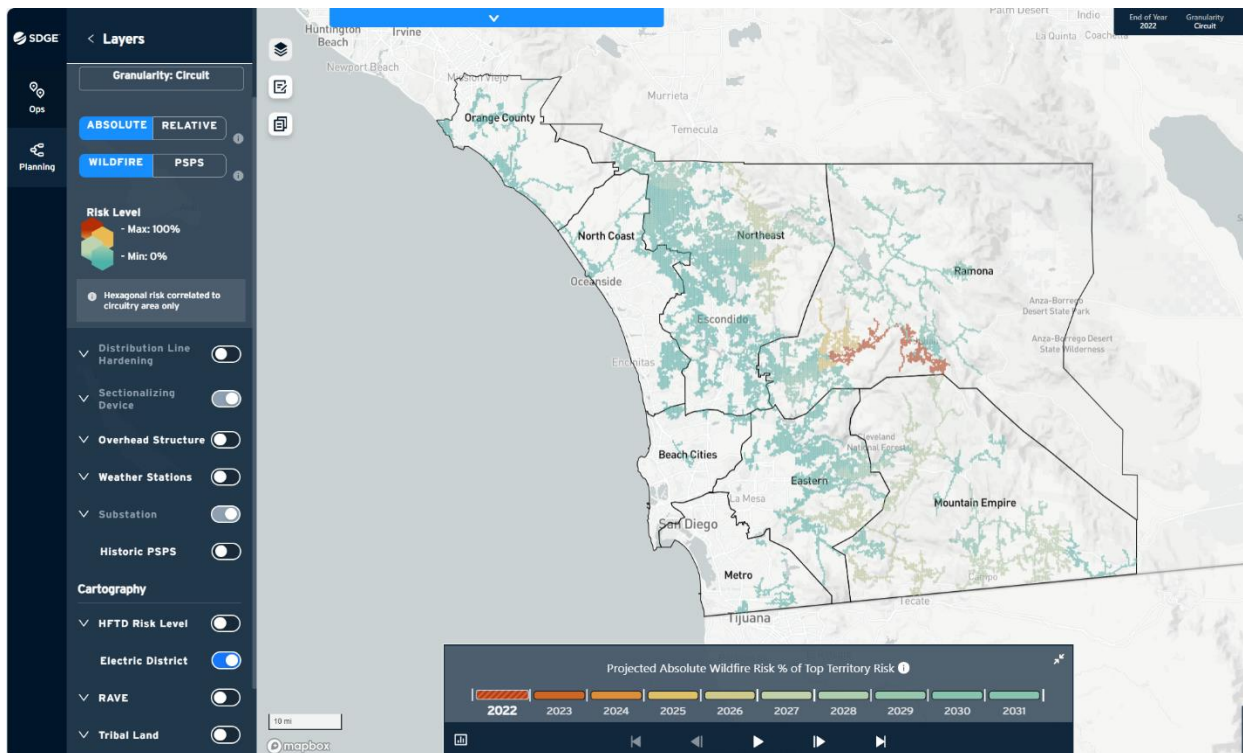 SDGE
Ops
Planning
< Layers
Granularity: Circuit
ABSOLUTE RELATIVE
WILDFIRE PSPS
Risk Level
- Max: 100%
- Min: 0%
Hexagonal risk correlated to
circuitry area only
Distribution Line
Hardening
Sectionalizing
Device
Overhead Structure
Weather Stations
Substation
Historic PSPS
Cartography
HFTD Risk Level
Electric District
RAVE
Tribal Land
End of Year
2022
Granularity
Circuit
Palm Desert
Indio
La Quinta
Huntington
Beach
Irvine
Newport Beach
Mission Viejo
Murrieta
Temecula
Orange County
North Coast
Northeast
Ramona
Oceanside
Escondido
Encinitas
Anza-Borrego
Desert State Park
Anza-Borrego Desert
State Wilderness
Beach Cities
Eastern
Cleveland
National Forest
La Mesa
San Diego
Mountain Empire
Metro
Campo
Tecate
Tijuana
10 mi
mapbox
Projected Absolute Wildfire Risk % of Top Territory Risk
2022 2023 2024 2025 2026 2027 2028 2029 2030 2031